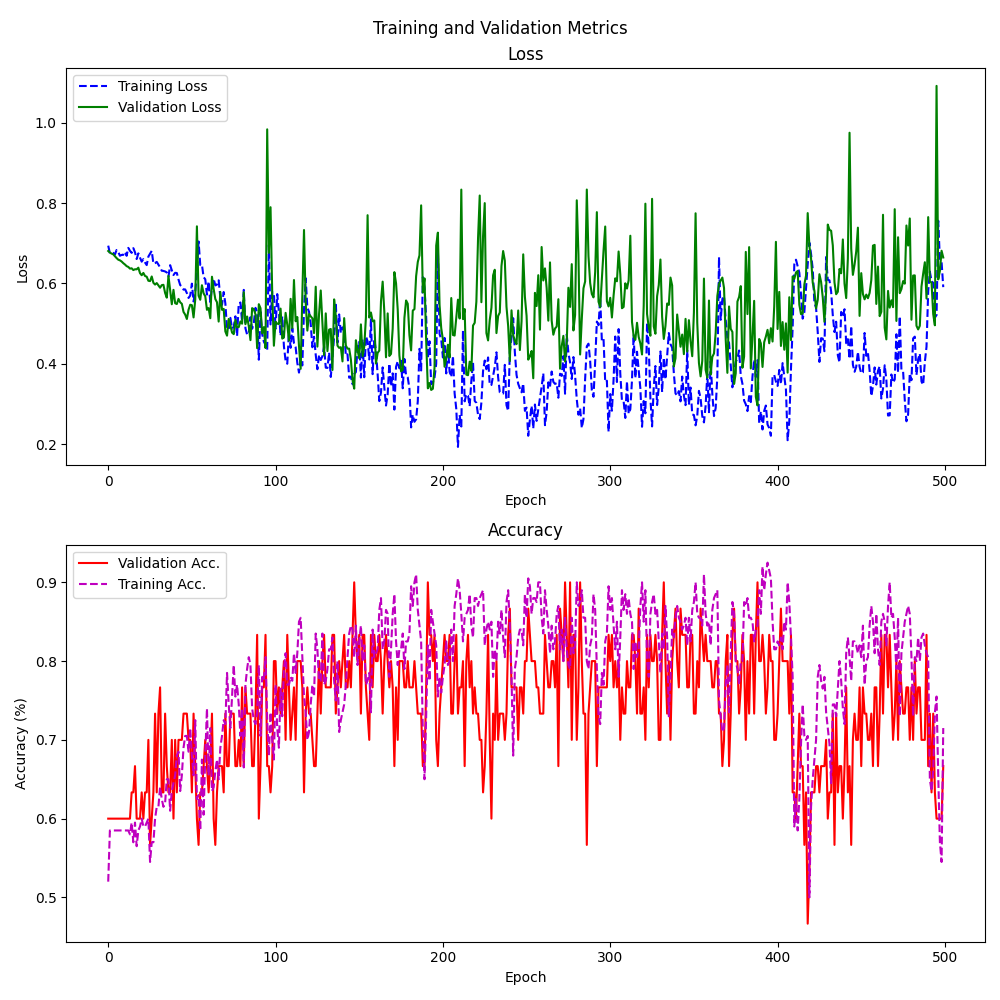 Training and Validation Metrics
Loss
Training Loss
Validation Loss
Loss
1.0
0.8
0.6
0.4
0.2
0 100 200 300 400 500
Epoch
Accuracy
Validation Acc.
Training Acc.
Accuracy (%)
0.9
0.8
0.7
0.6
0.5
0 100 200 300 400 500
Epoch